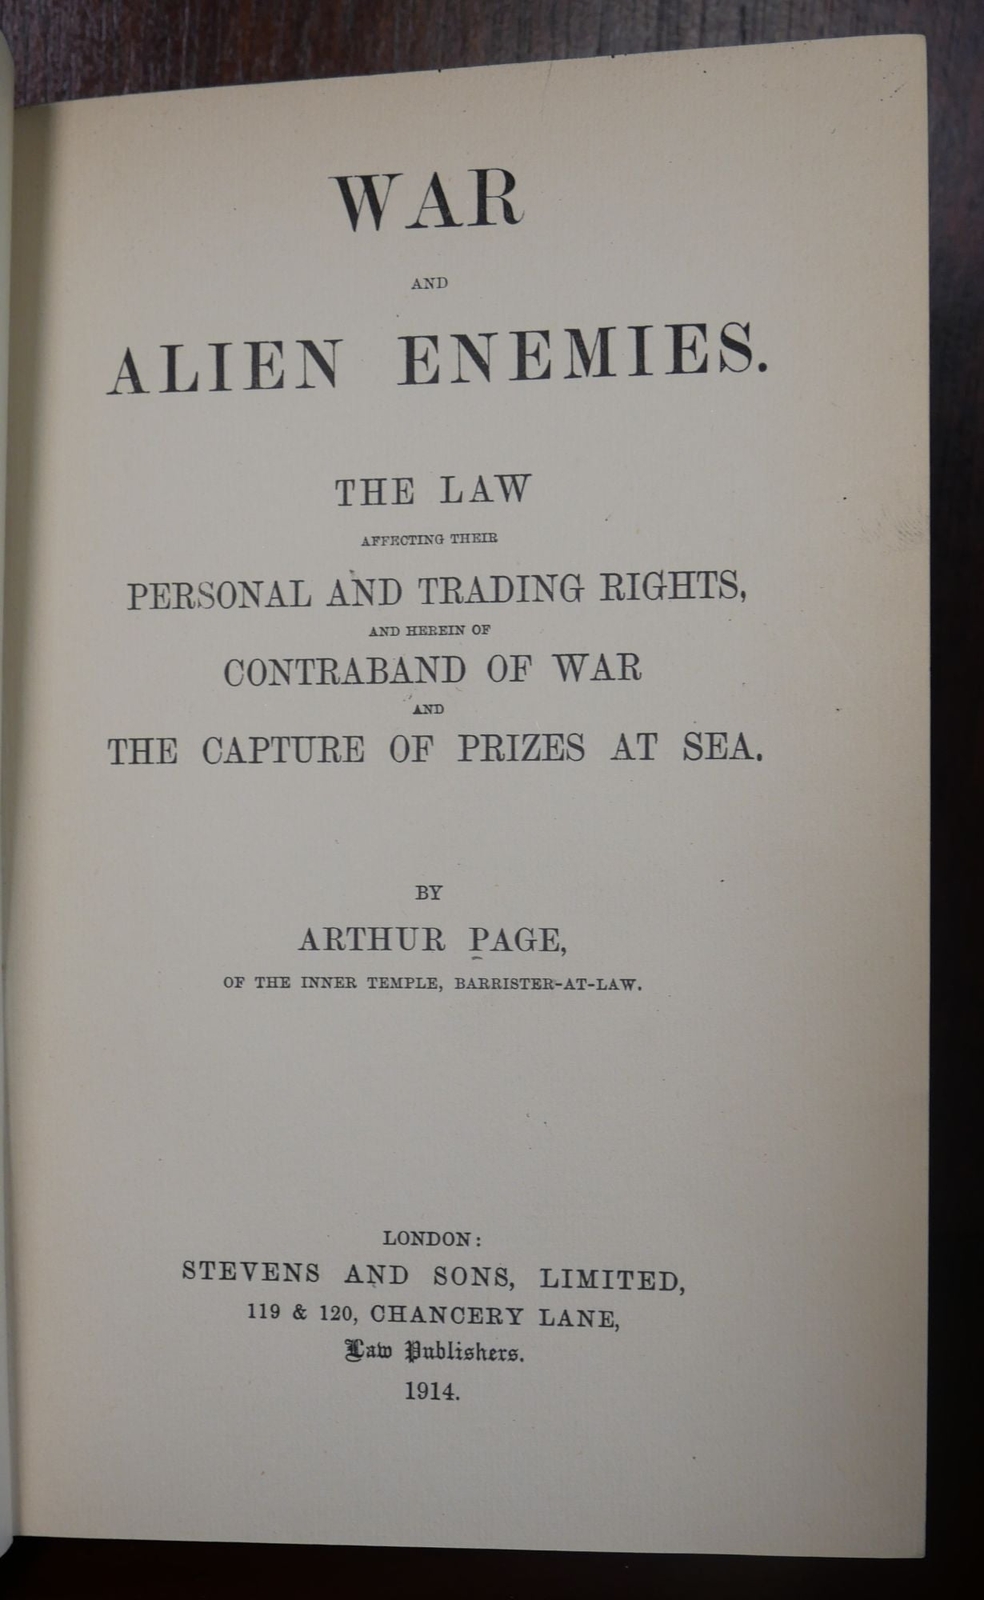 WAR
AND
ALIEN ENEMIES.
THE LAW
AFFECTING THEIR
PERSONAL AND TRADING RIGHTS,
AND HEREIN OF
CONTRABAND OF WAR
AND
THE CAPTURE OF PRIZES AT SEA.
BY
ARTHUR PAGE,
OF THE INNER TEMPLE, BARRISTER-AT-LAW.
LONDON:
STEVENS AND SONS, LIMITED,
119 & 120, CHANCERY LANE,
Law Publishers.
1914.